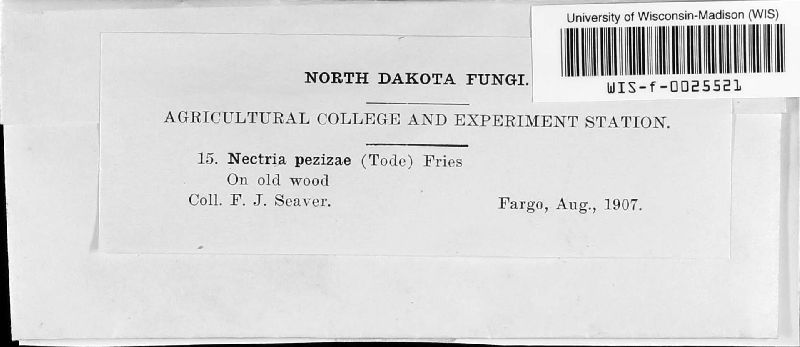 University of Wisconsin-Madison (WIS)
WIS-f-0025521
NORTH DAKOTA FUNGI.
AGRICULTURAL COLLEGE AND EXPERIMENT STATION.
15. Nectria pezizae (Tode) Fries
On old wood
Coll. F. J. Seaver. Fargo, Aug., 1907.